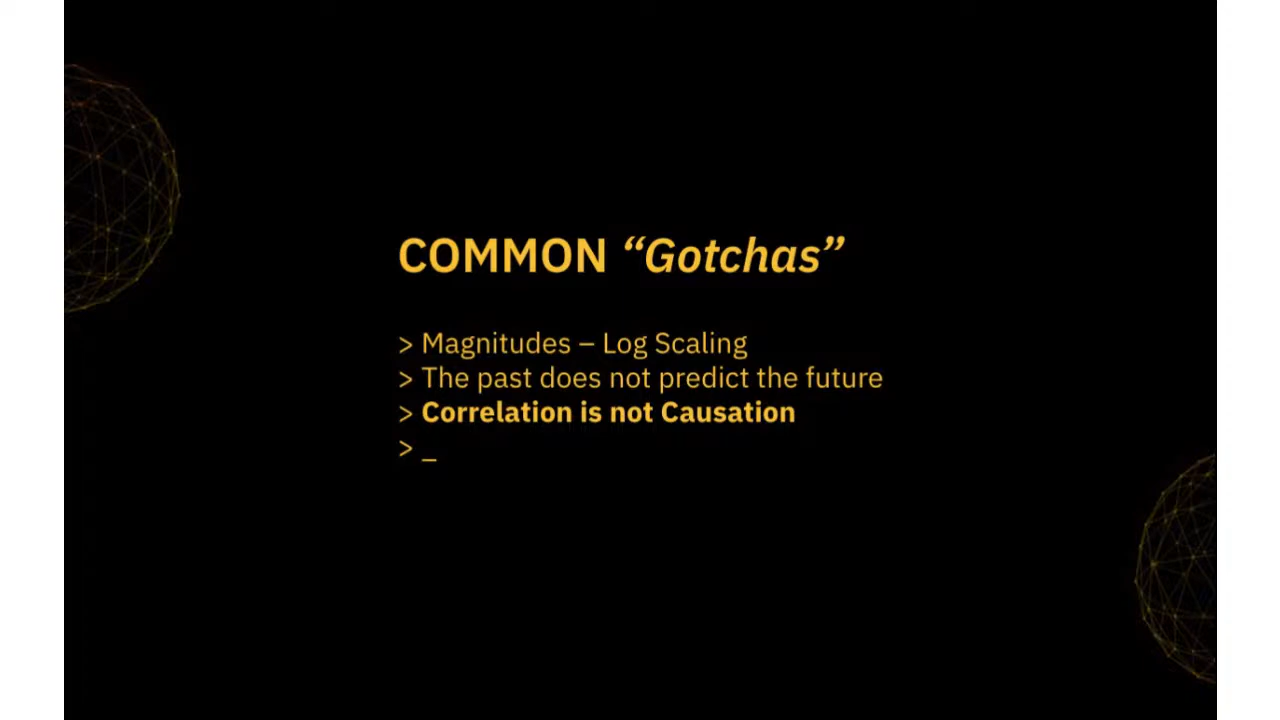 COMMON “Gotchas”
> Magnitudes – Log Scaling
> The past does not predict the future
> Correlation is not Causation
> _